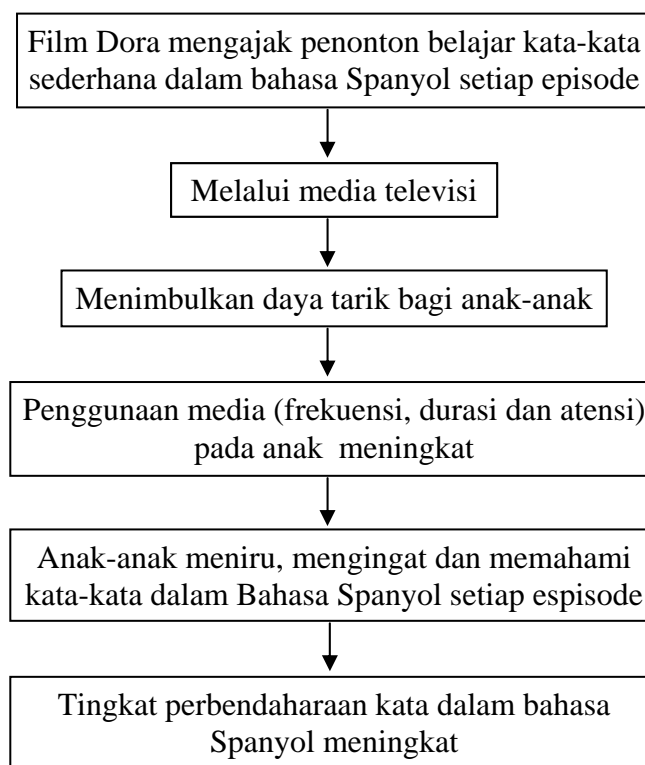 Film Dora mengajak penonton belajar kata-kata
sederhana dalam bahasa Spanyol setiap episode
Melalui media televisi
Menimbulkan daya tarik bagi anak-anak
Penggunaan media (frekuensi, durasi dan atensi)
pada anak  meningkat
Anak-anak meniru, mengingat dan memahami
kata-kata dalam Bahasa Spanyol setiap espisode
Tingkat perbendaharaan kata dalam bahasa
Spanyol meningkat